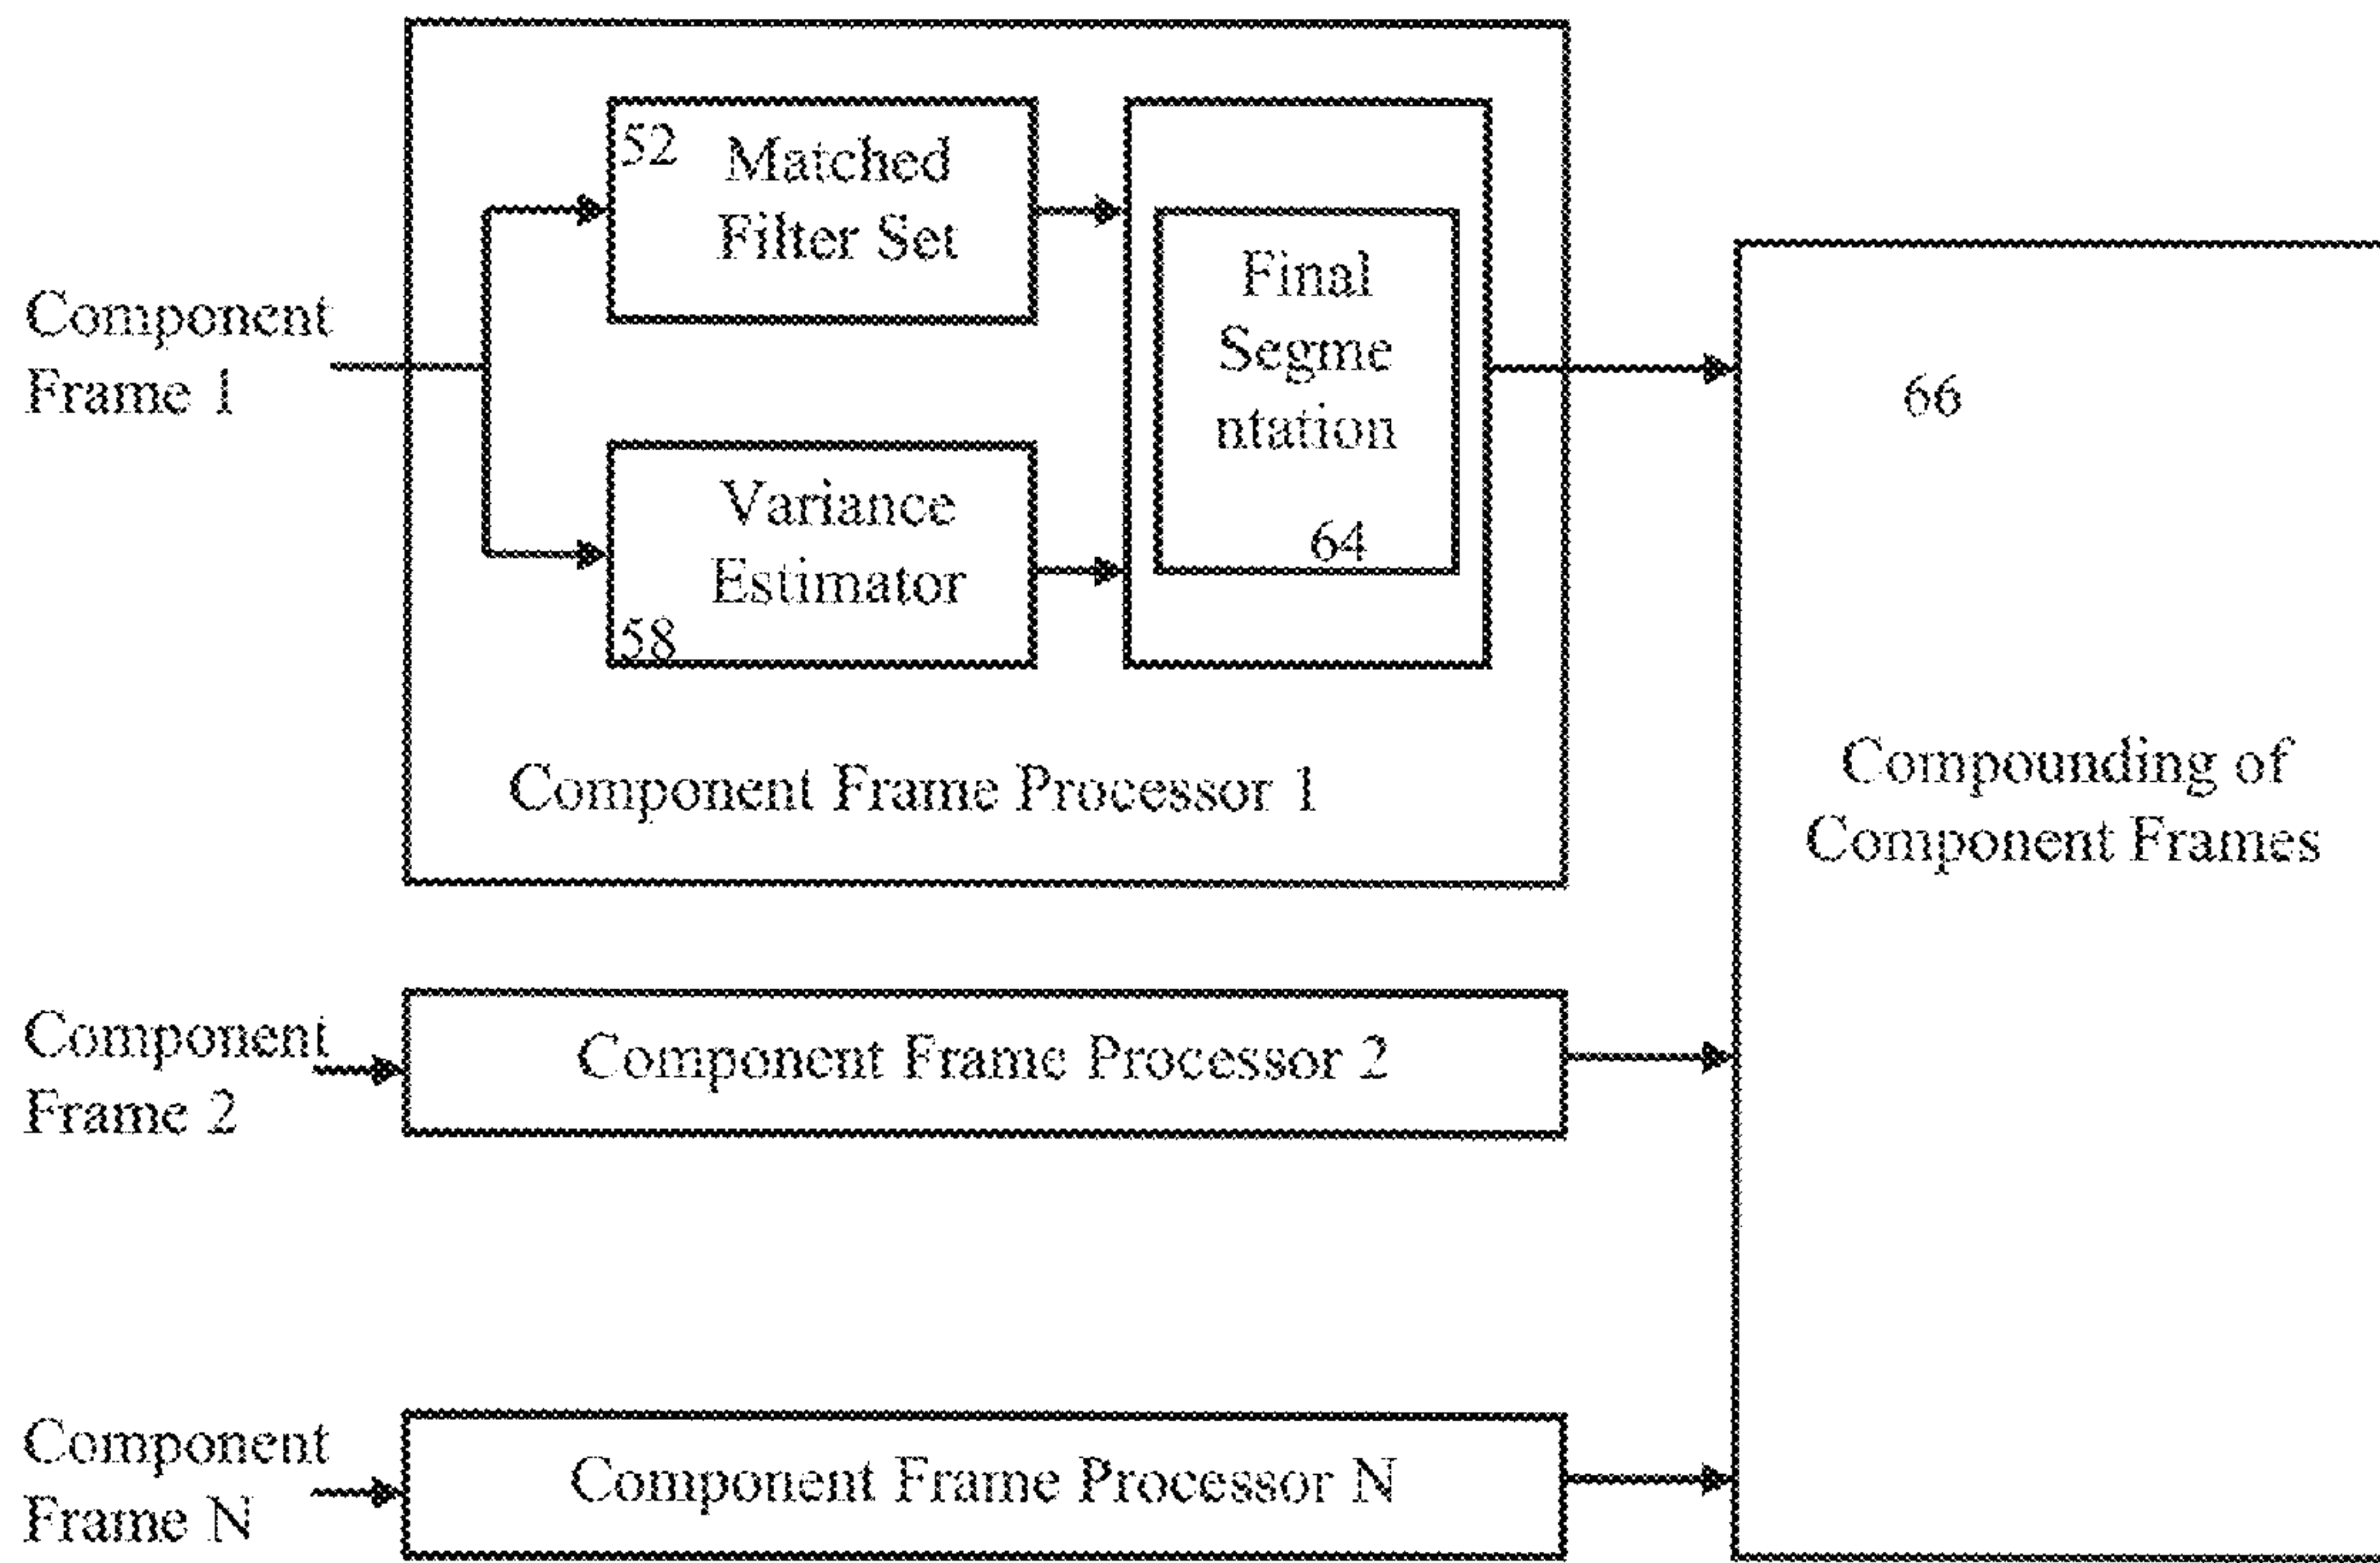 52
Matched
Filter Set
Component
Frame 1
Final
Segme
ntation
64
Variance
Estimator
58
Component Frame Processor 1
66
Compounding of
Component Frames
Component
Frame 2
Component Frame Processor 2
Component
Frame N
Component Frame Processor N